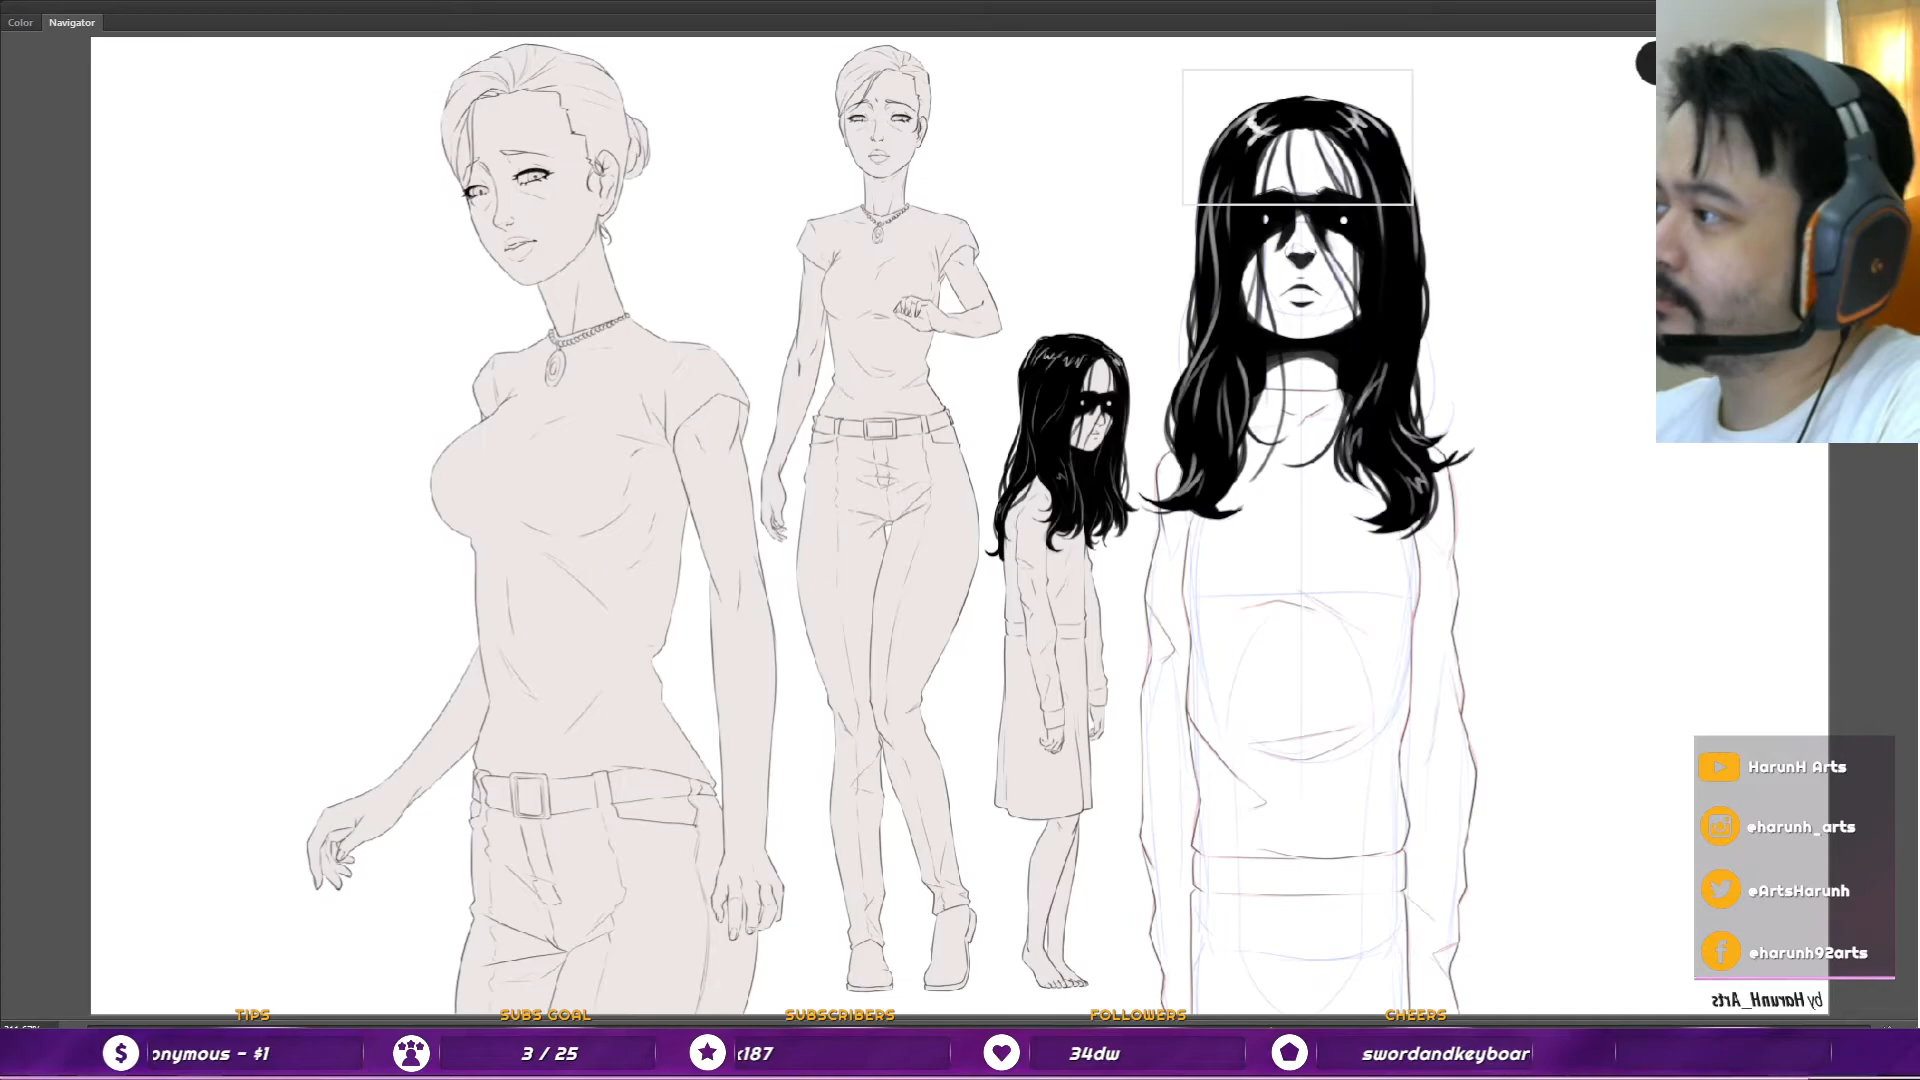 Color Navigator
HarunH Arts
@harunh_arts
@ArtsHarunh
@harunh92arts
by HarunH_Arts
TIPS SUBS GOAL SUBSCRIBERS FOLLOWERS CHEERS
onymous - $1 3 / 25 k187 34dw swordandkeyboar